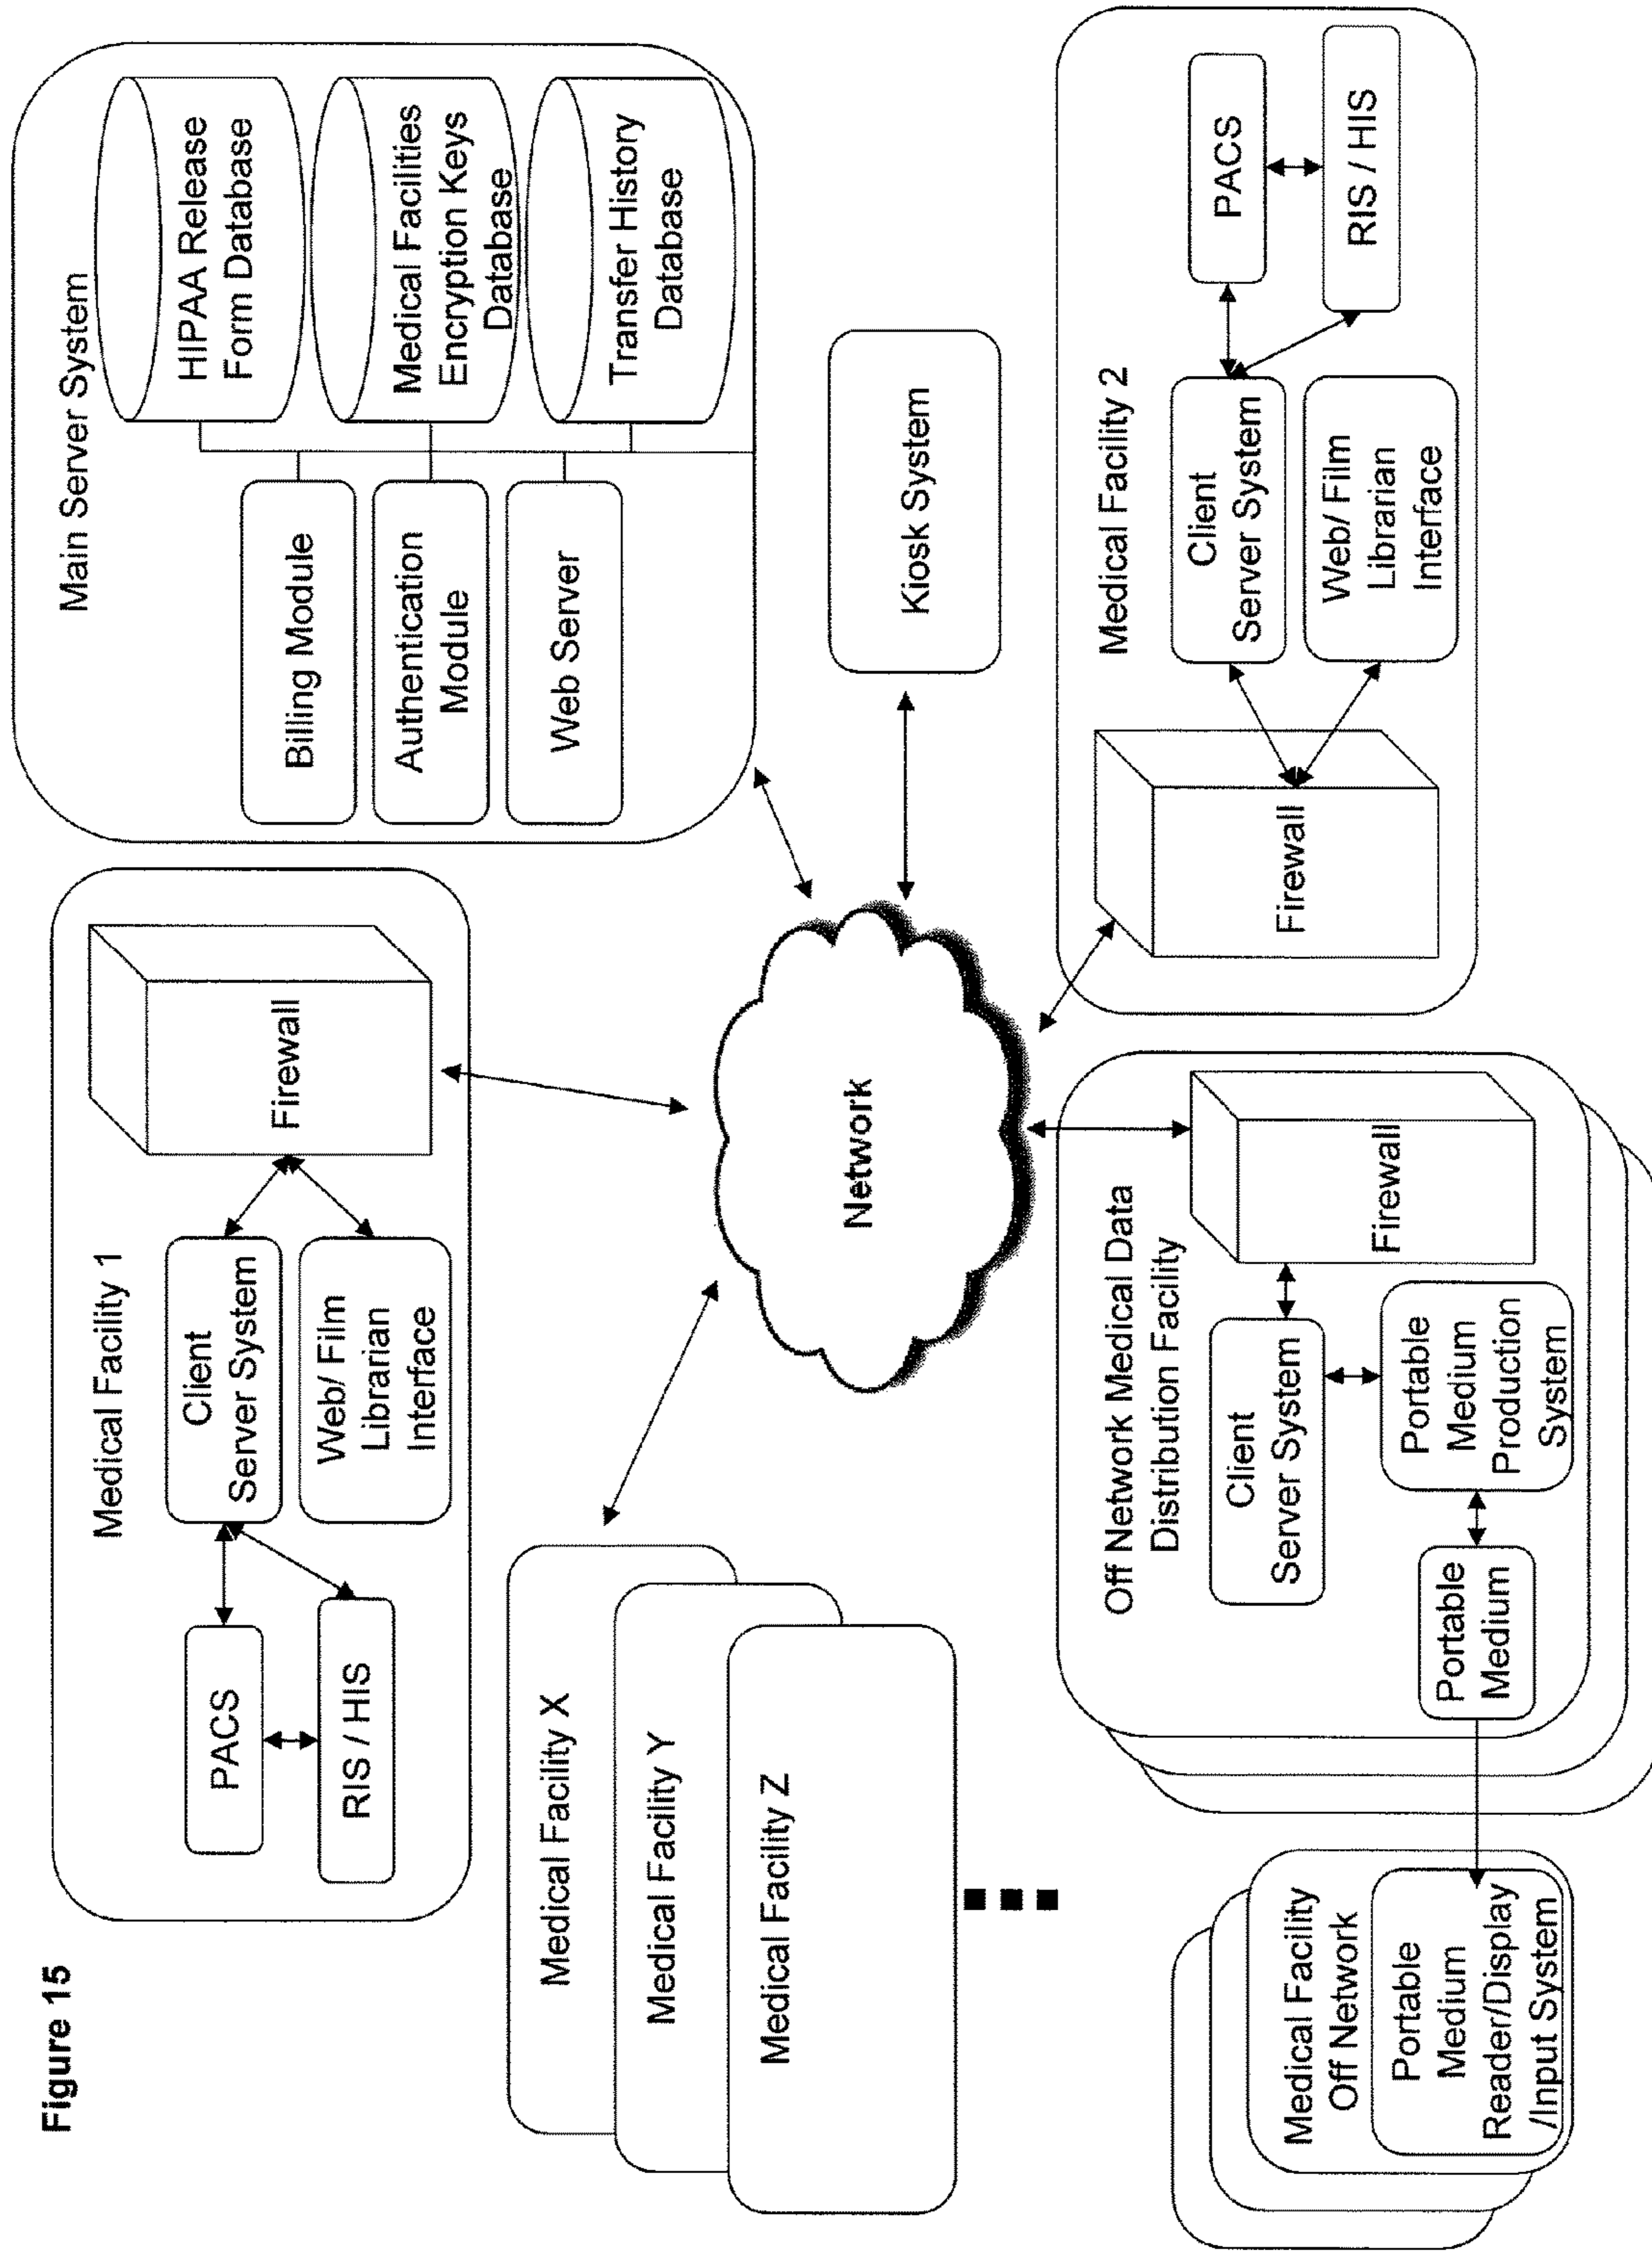 Figure 15
Medical Facility 1
PACS
RIS / HIS
Client
Server System
Web/ Film
Librarian
Interface
Firewall
Main Server System
Billing Module
Authentication
Module
Web Server
HIPAA Release
Form Database
Medical Facilities
Encryption Keys
Database
Transfer History
Database
Medical Facility X
Medical Facility Y
Medical Facility Z
Network
Kiosk System
Medical Facility Off Network
Portable
Medium
Reader/Display
/Input System
Off Network Medical Data
Distribution Facility
Client
Server System
Firewall
Portable
Medium
Portable
Medium
Production
System
Medical Facility 2
Firewall
Client
Server System
Web/ Film
Librarian
Interface
PACS
RIS / HIS